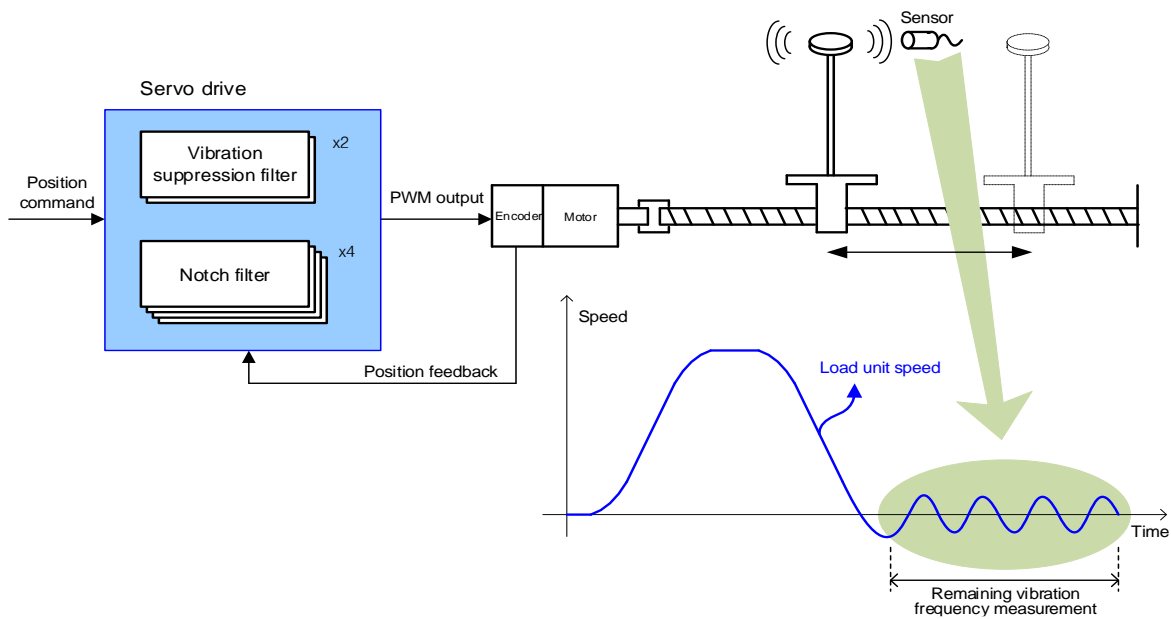 Sensor
Servo drive
x2
Vibration
suppression filter
Position
command
PWM output
Encoder
Motor
x4
Notch filter
Speed
Position feedback
Load unit speed
Time
Remaining vibration
frequency measurement